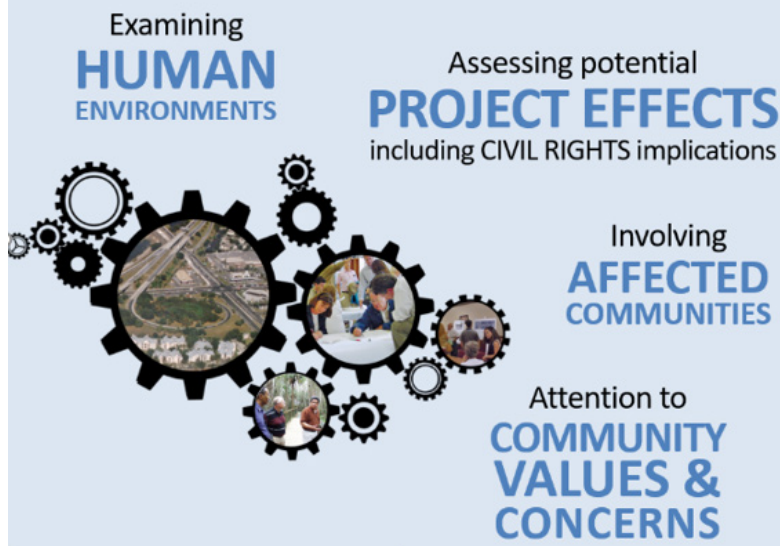 Examining
HUMAN
ENVIRONMENTS
Assessing potential
PROJECT EFFECTS
including CIVIL RIGHTS implications
Involving
AFFECTED
COMMUNITIES
Attention to
COMMUNITY
VALUES &
CONCERNS